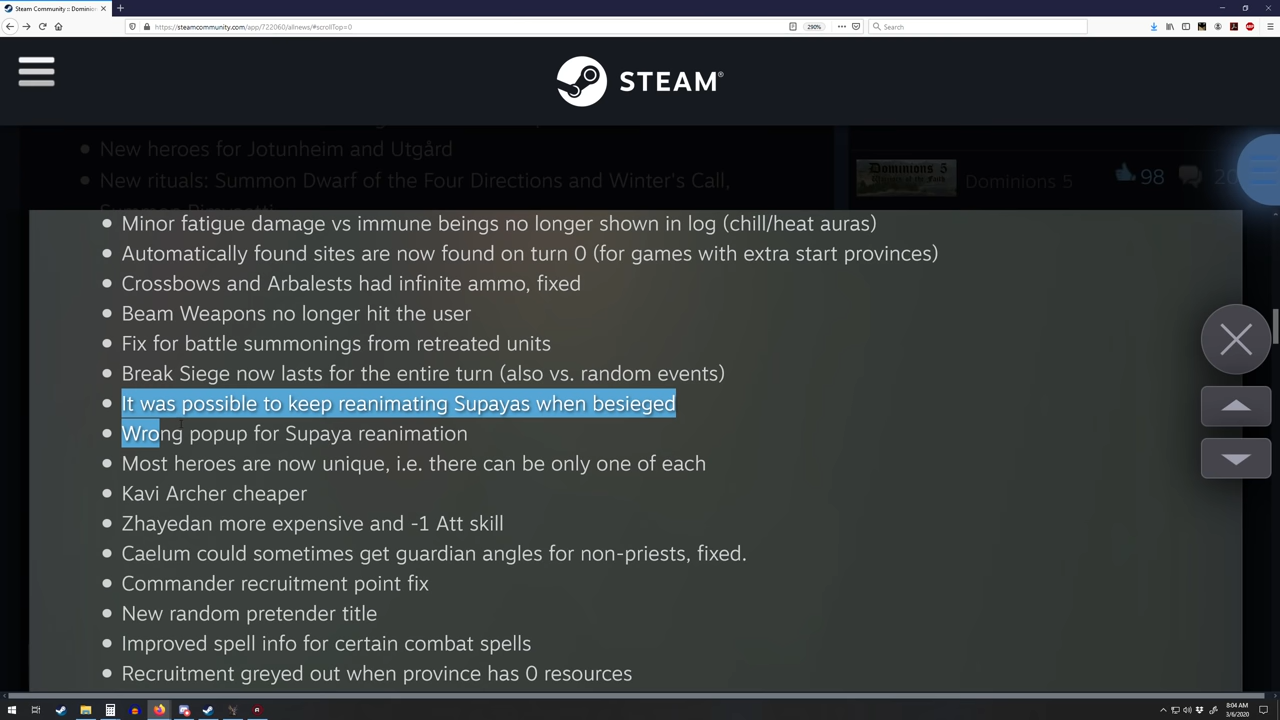 Steam Community :: Dominic
https://steamcommunity.com/app/722060/allnews/#scrollTop=0
290%
Search
STEAM®
New heroes for Jotunheim and Utgård
New rituals: Summon Dwarf of the Four Directions and Winter's Call,
Dominions 5
Dominions 5
98
20
Minor fatigue damage vs immune beings no longer shown in log (chill/heat auras)
Automatically found sites are now found on turn 0 (for games with extra start provinces)
Crossbows and Arbalests had infinite ammo, fixed
Beam Weapons no longer hit the user
Fix for battle summonings from retreated units
Break Siege now lasts for the entire turn (also vs. random events)
It was possible to keep reanimating Supayas when besieged
Wrong popup for Supaya reanimation
Most heroes are now unique, i.e. there can be only one of each
Kavi Archer cheaper
Zhayedan more expensive and -1 Att skill
Caelum could sometimes get guardian angles for non-priests, fixed.
Commander recruitment point fix
New random pretender title
Improved spell info for certain combat spells
Recruitment greyed out when province has 0 resources
8:04 AM
3/6/2020